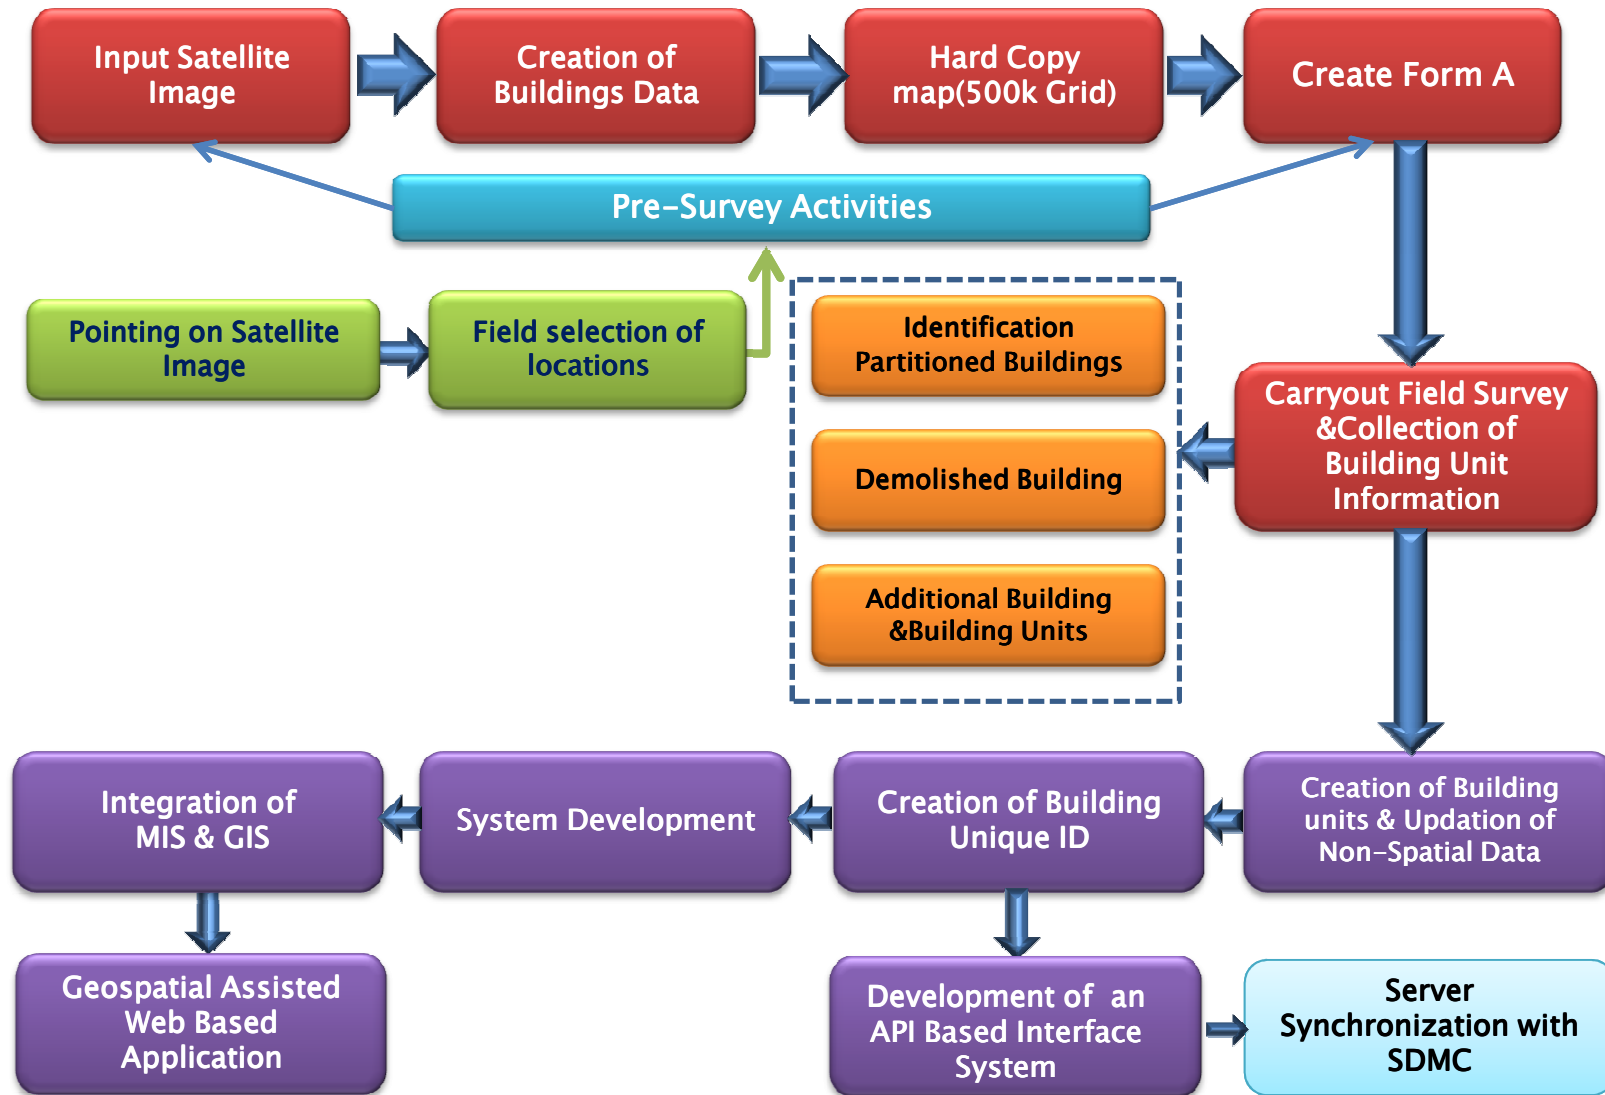 Input Satellite
Image
Creation of
Buildings Data
Hard Copy
map(500k Grid)
Create Form A
Pre-Survey Activities
Pointing on Satellite
Image
Field selection of
locations
Identification
Partitioned Buildings
Demolished Building
Additional Building
&Building Units
Carryout Field Survey
&Collection of
Building Unit
Information
Integration of
MIS & GIS
System Development
Creation of Building
Unique ID
Creation of Building
units & Updation of
Non-Spatial Data
Geospatial Assisted
Web Based
Application
Development of an
API Based Interface
System
Server
Synchronization with
SDMC